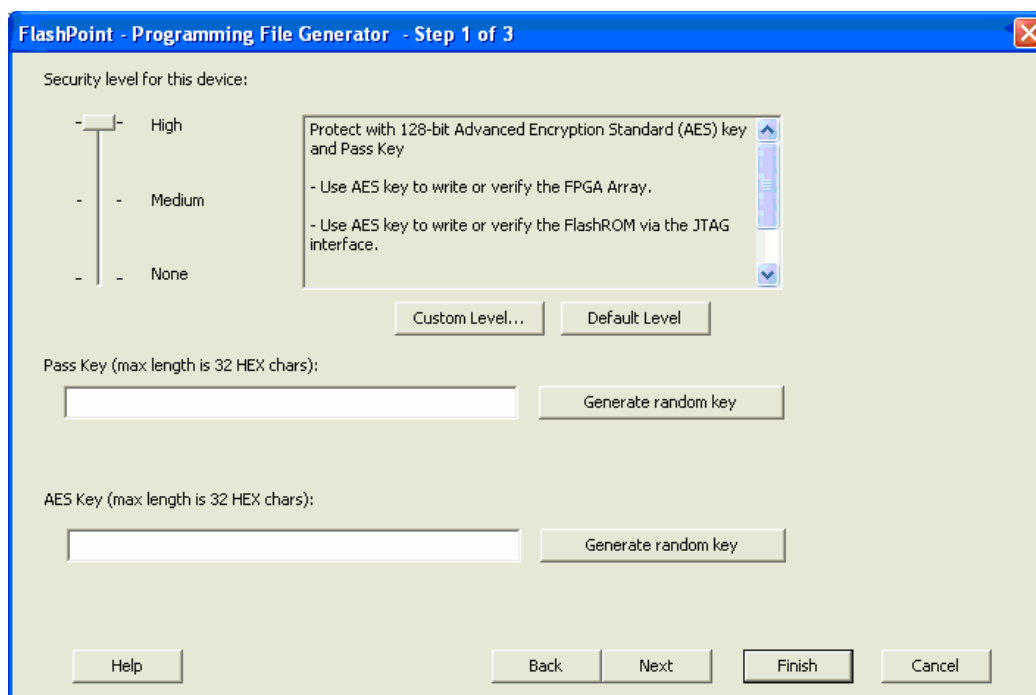 FlashPoint - Programming File Generator - Step 1 of 3
Security level for this device:
High
Medium
None
Protect with 128-bit Advanced Encryption Standard (AES) key
and Pass Key
- Use AES key to write or verify the FPGA Array.
- Use AES key to write or verify the FlashROM via the JTAG
interface.
Custom Level...
Default Level
Pass Key (max length is 32 HEX chars):
Generate random key
AES Key (max length is 32 HEX chars):
Generate random key
Help
Back
Next
Finish
Cancel